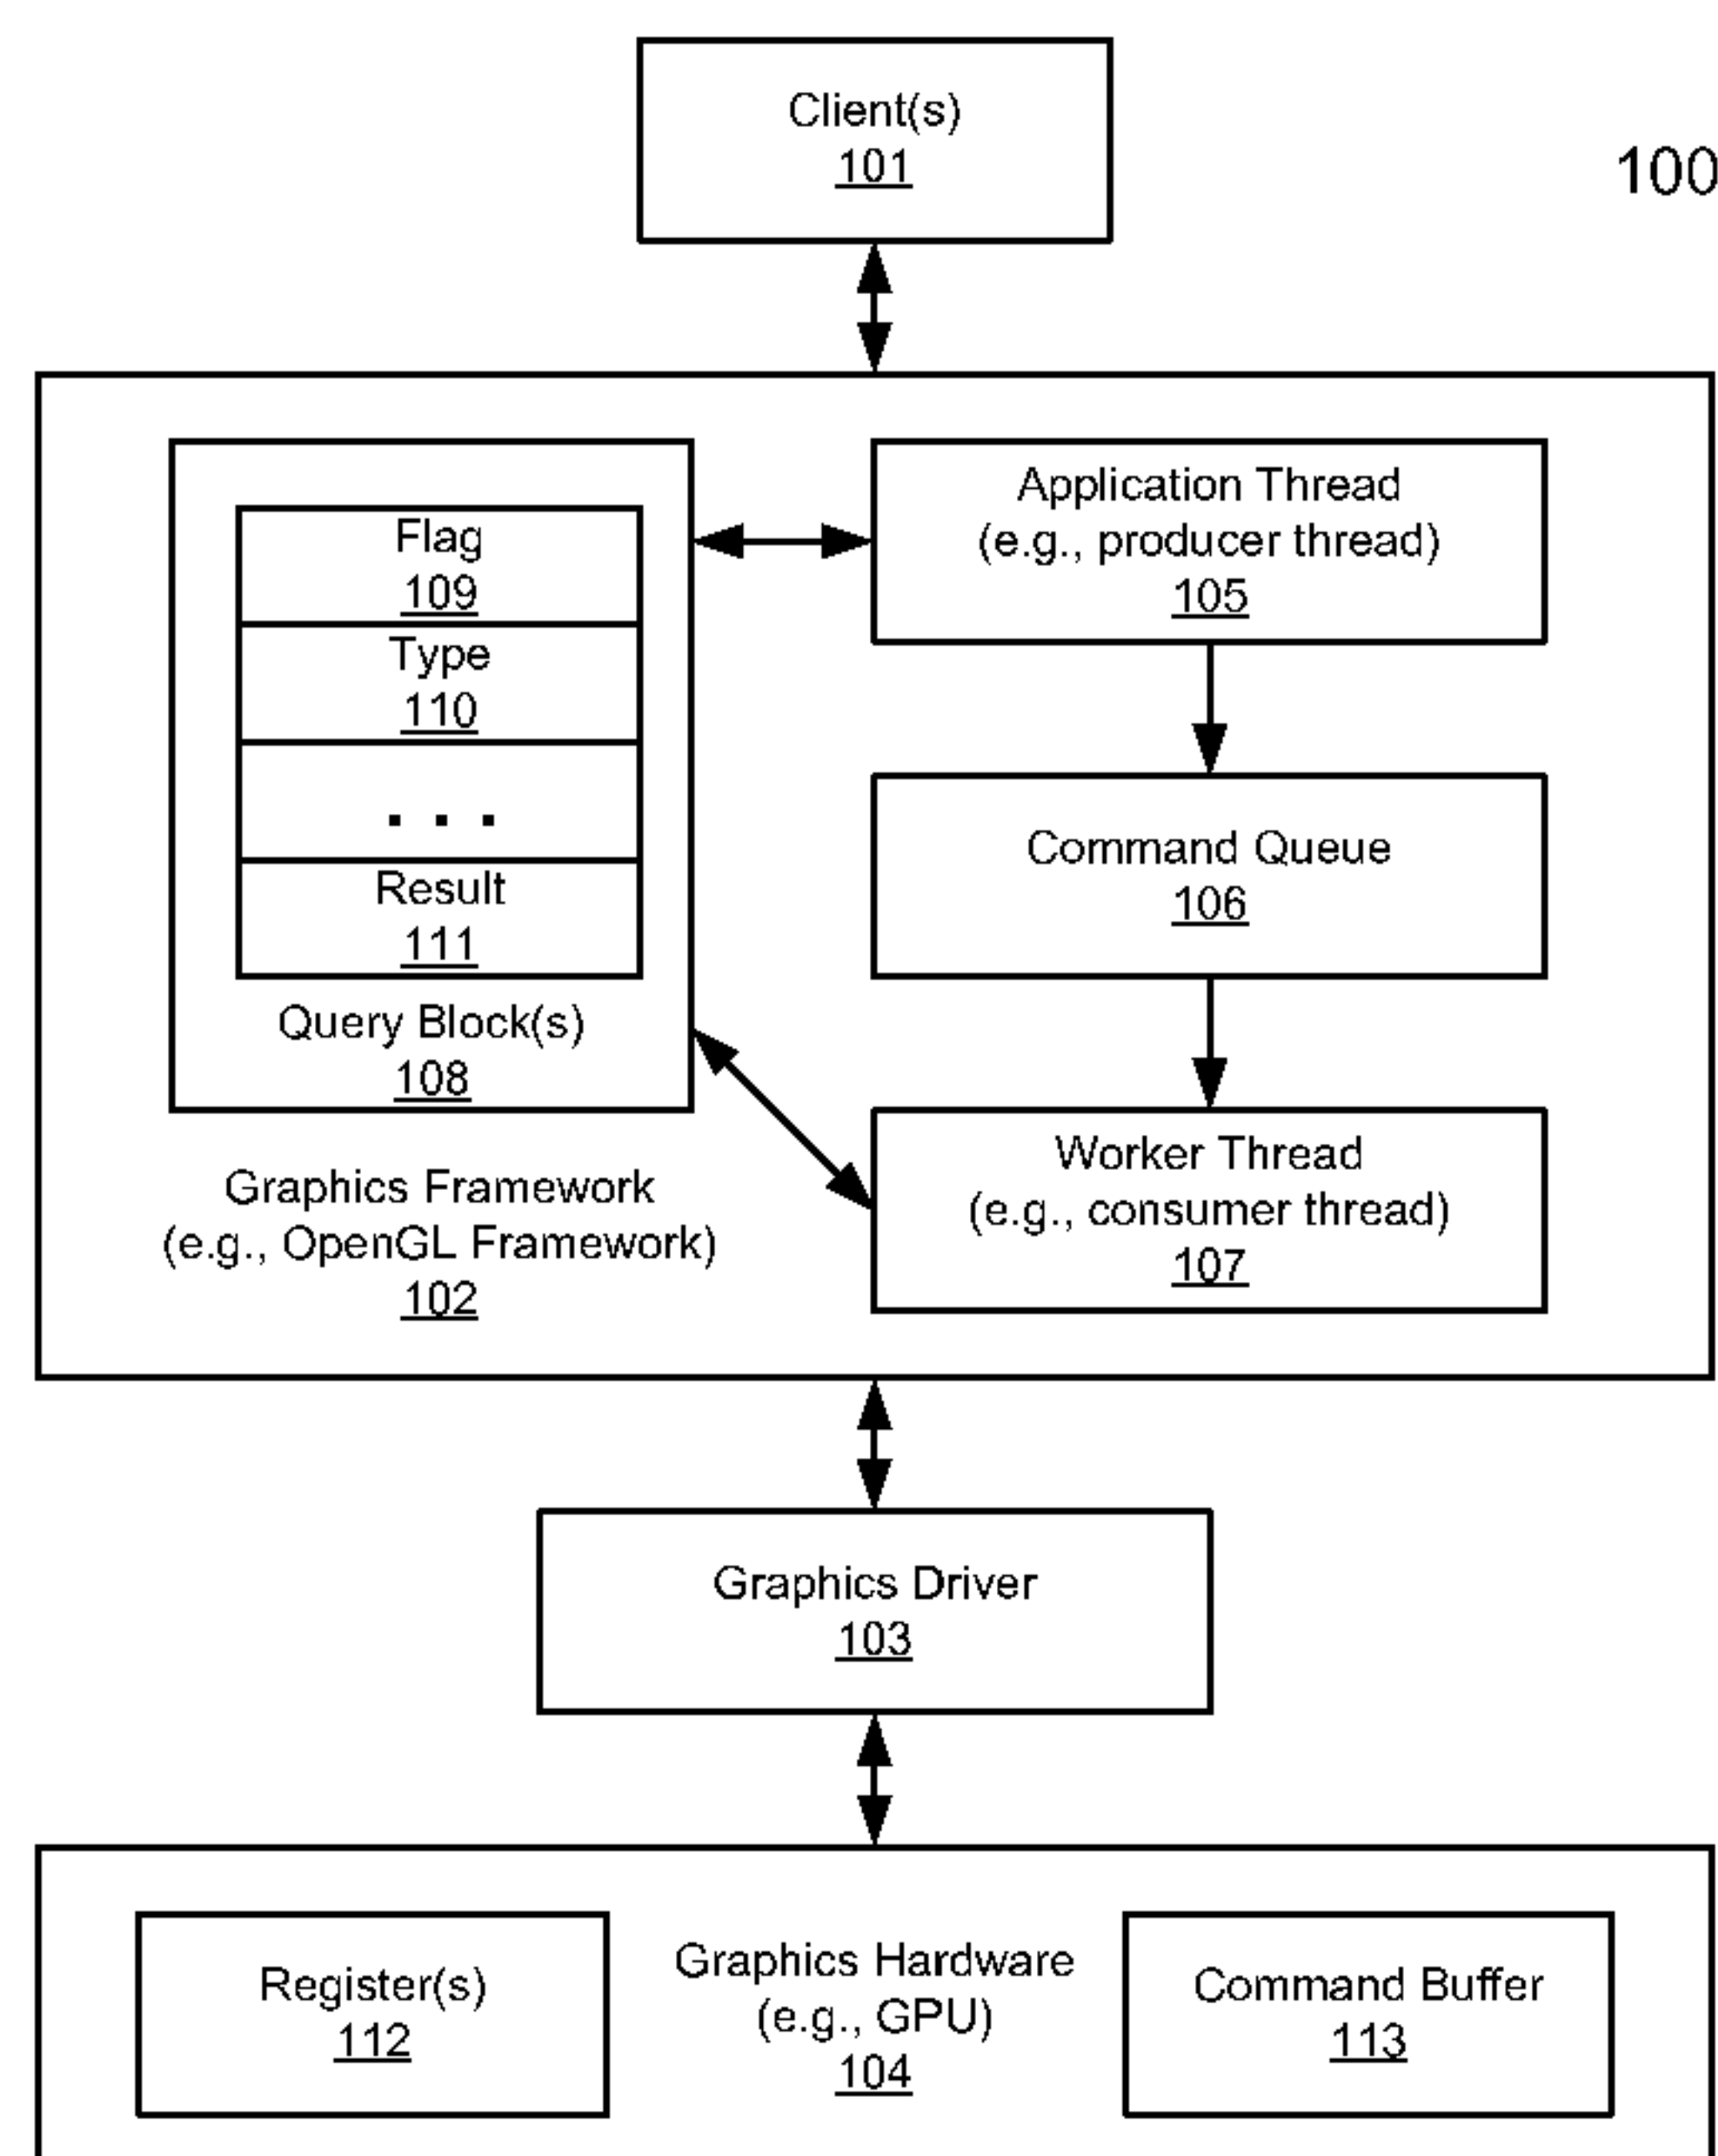 Client(s)
101
100
Flag
109
Type
110
. . .
Result
111
Query Block(s)
108
Application Thread
(e.g., producer thread)
105
Command Queue
106
Worker Thread
(e.g., consumer thread)
107
Graphics Framework
(e.g., OpenGL Framework)
102
Graphics Driver
103
Register(s)
112
Graphics Hardware
(e.g., GPU)
104
Command Buffer
113